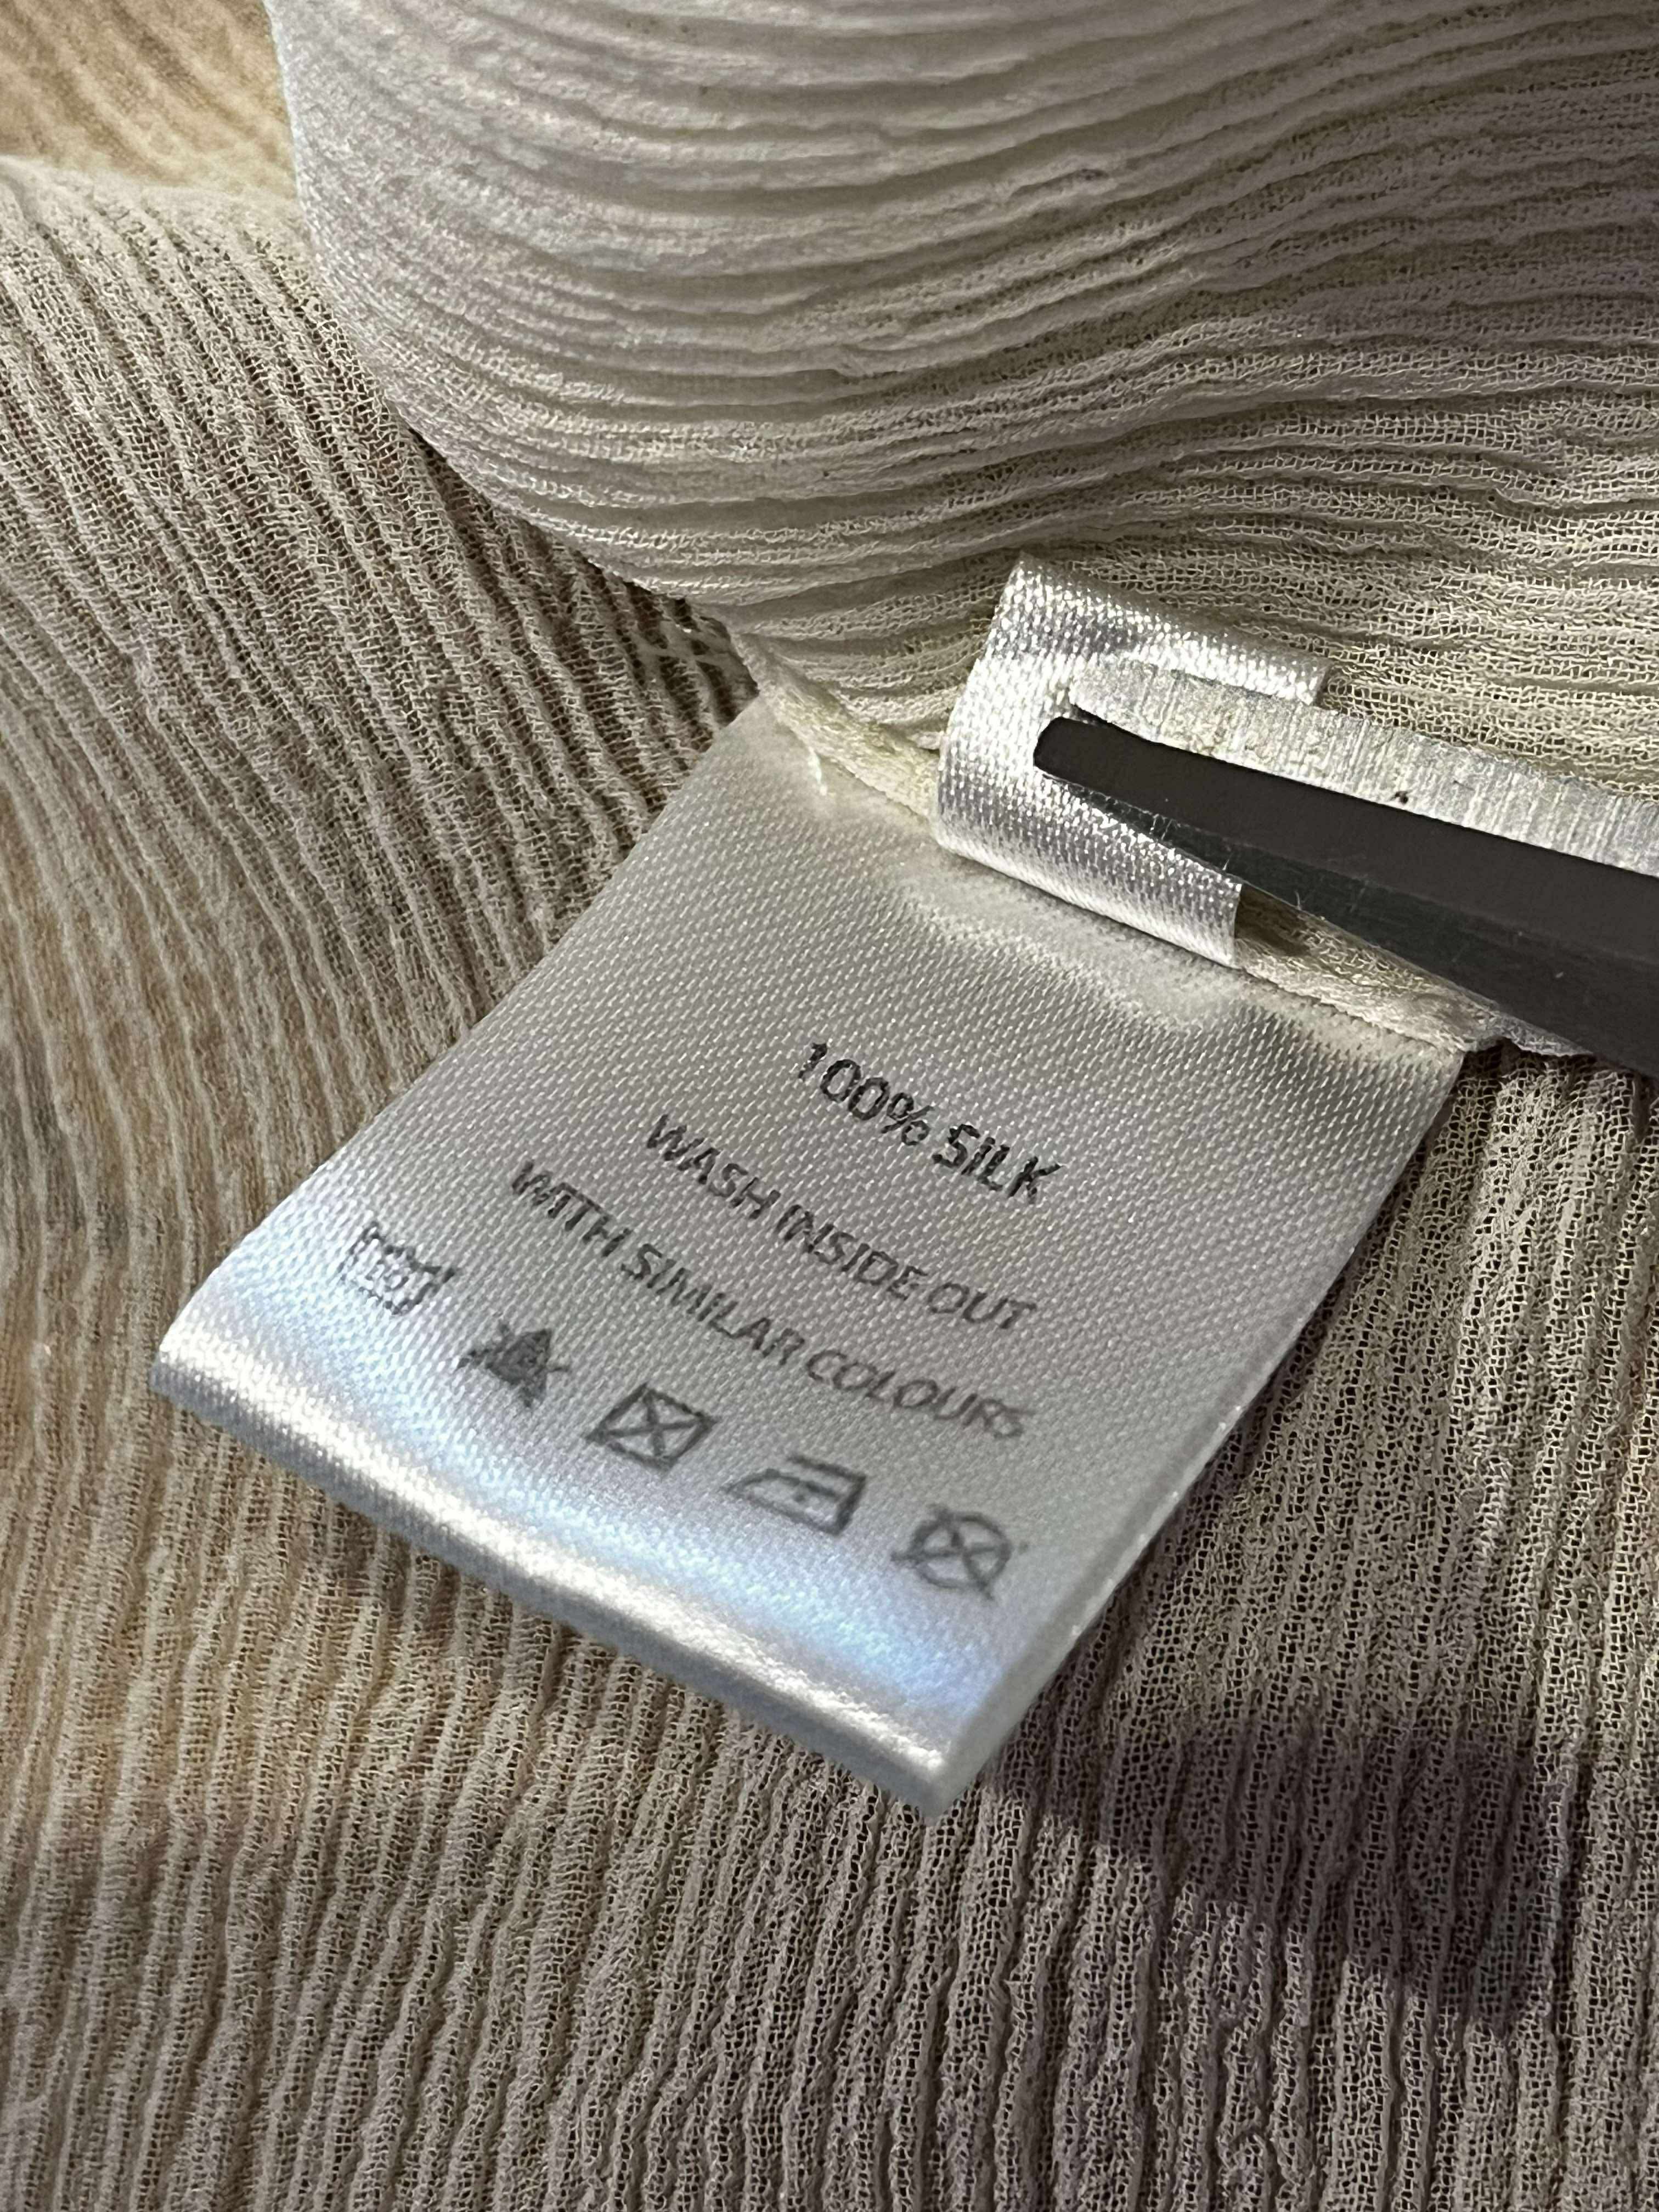 100% SILK
WASH INSIDE OUT
WITH SIMILAR COLOURS